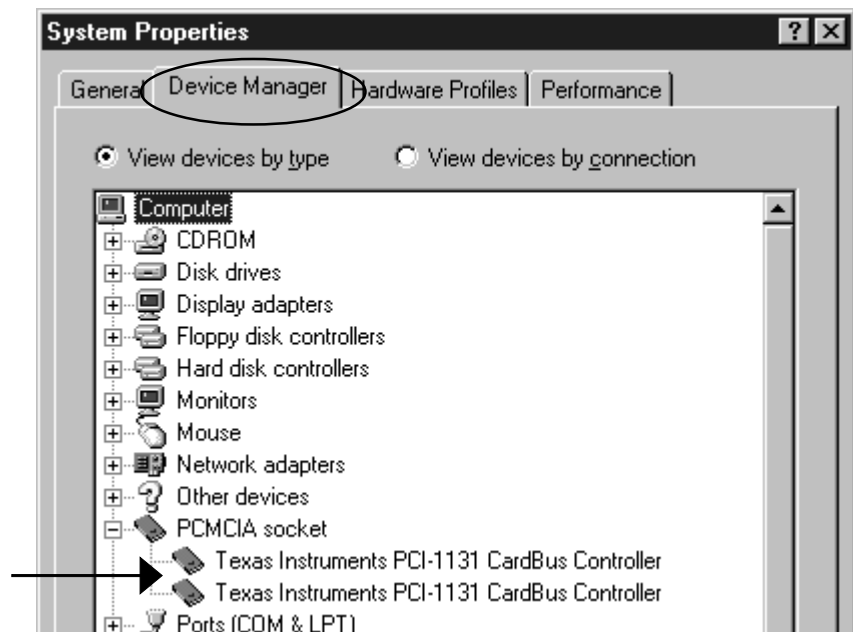 System Properties
General Device Manager Hardware Profiles Performance
View devices by type View devices by connection
Computer
CDROM
Disk drives
Display adapters
Floppy disk controllers
Hard disk controllers
Monitors
Mouse
Network adapters
Other devices
PCMCIA socket
Texas Instruments PCI-1131 CardBus Controller
Texas Instruments PCI-1131 CardBus Controller
Ports (COM & LPT)